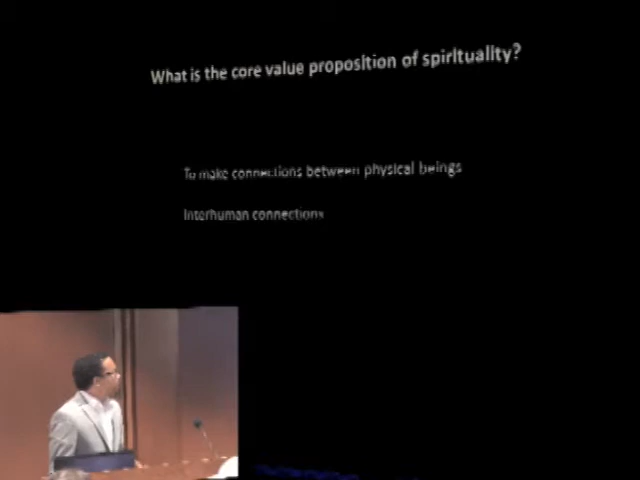 What is the core value proposition of spirituality?
To make connections between physical beings
Interhuman connections